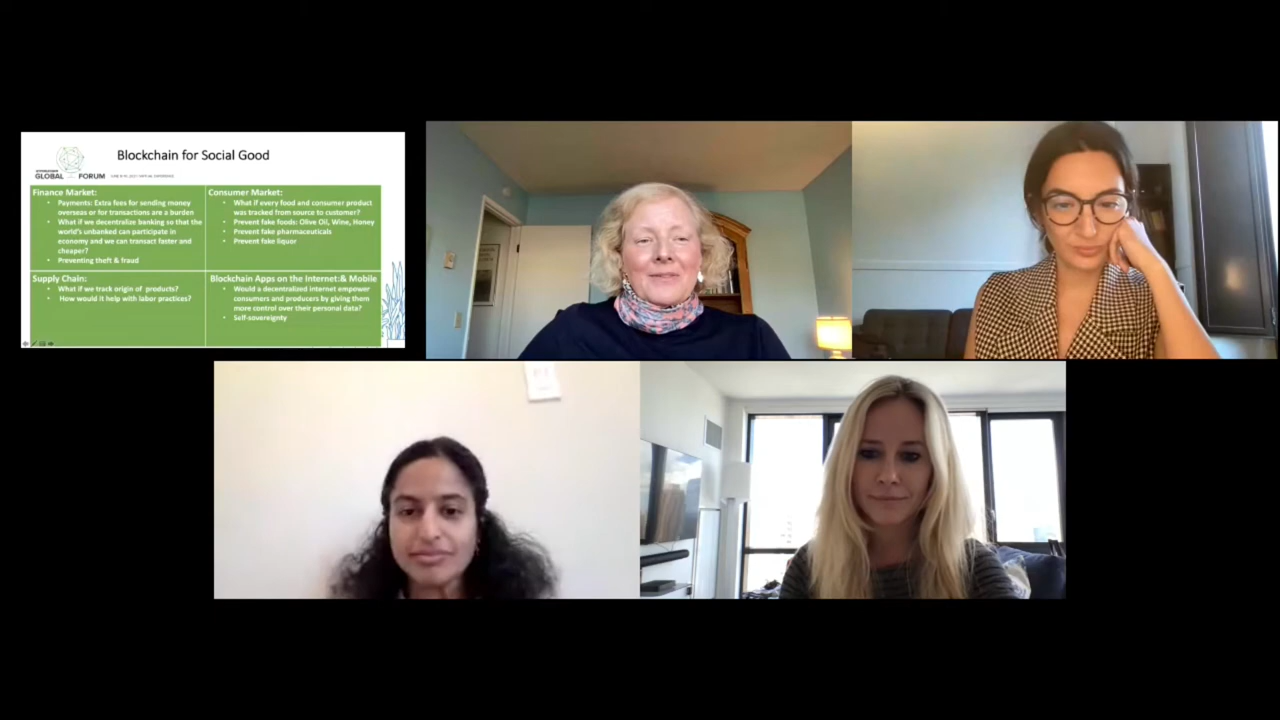 Blockchain for Social Good
GLOBAL FORUM
Finance Market:
• Payments: Extra fees for sending money
overseas or for transactions are a burden
• What if we decentralize banking so that the
world's unbanked can participate in
economy and we can transact faster and
cheaper?
• Preventing theft & fraud
Consumer Market:
• What if every food and consumer product
was tracked from source to customer?
• Prevent fake foods: Olive Oil, Wine, Honey
• Prevent fake pharmaceuticals
• Prevent fake liquor
Supply Chain:
• What if we track origin of products?
• How would it help with labor practices?
Blockchain Apps on the Internet:& Mobile
• Would a decentralized internet empower
consumers and producers by giving them
more control over their personal data?
• Self-sovereignty